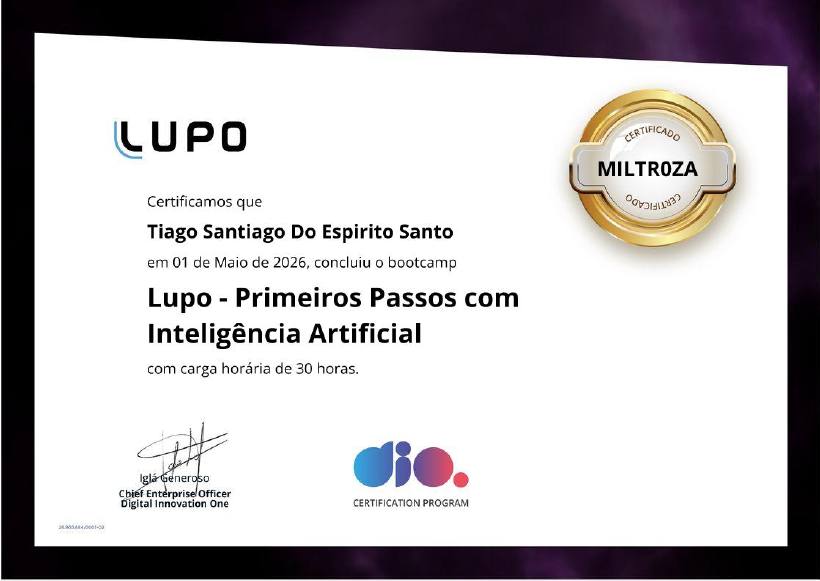 LUPO
CERTIFICADO
MILTR0ZA
CERTIFICADO
Certificamos que
Tiago Santiago Do Espirito Santo
em 01 de Maio de 2026, concluiu o bootcamp
Lupo - Primeiros Passos com
Inteligência Artificial
com carga horária de 30 horas.
Iglá Generoso
Chief Enterprise Officer
Digital Innovation One
dio.
CERTIFICATION PROGRAM